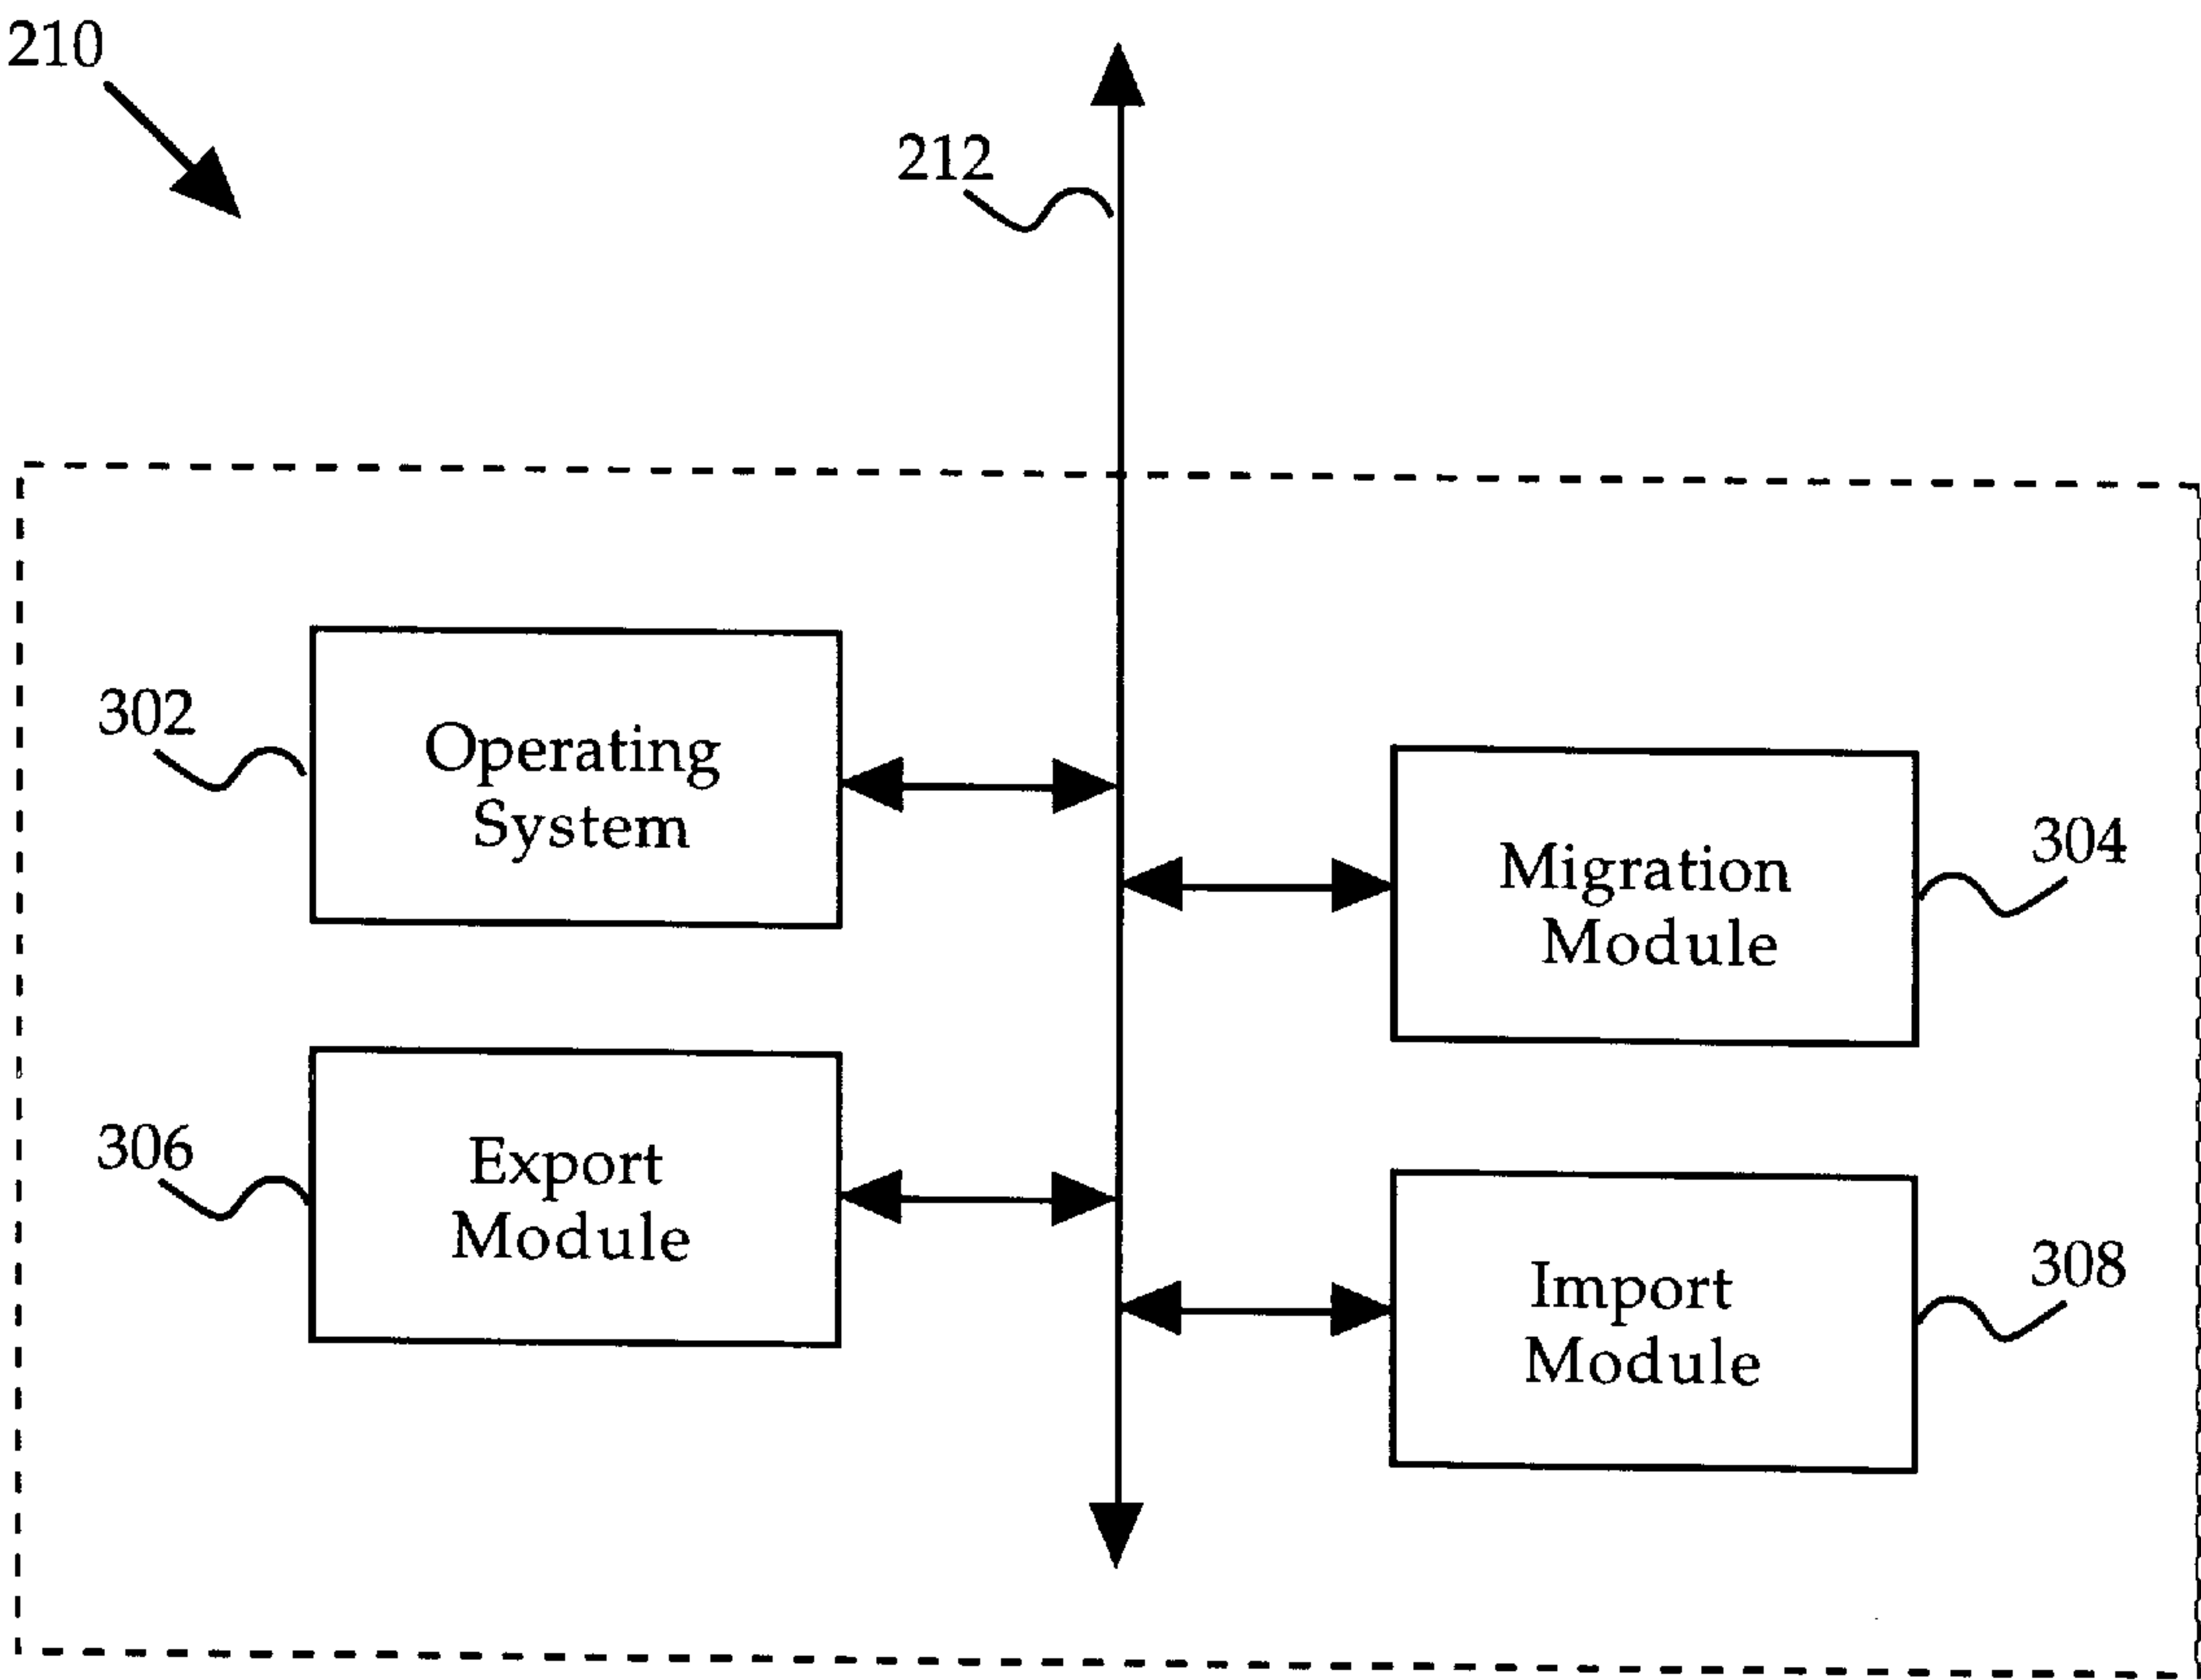 210
212
302
Operating
System
304
Migration
Module
306
Export
Module
308
Import
Module